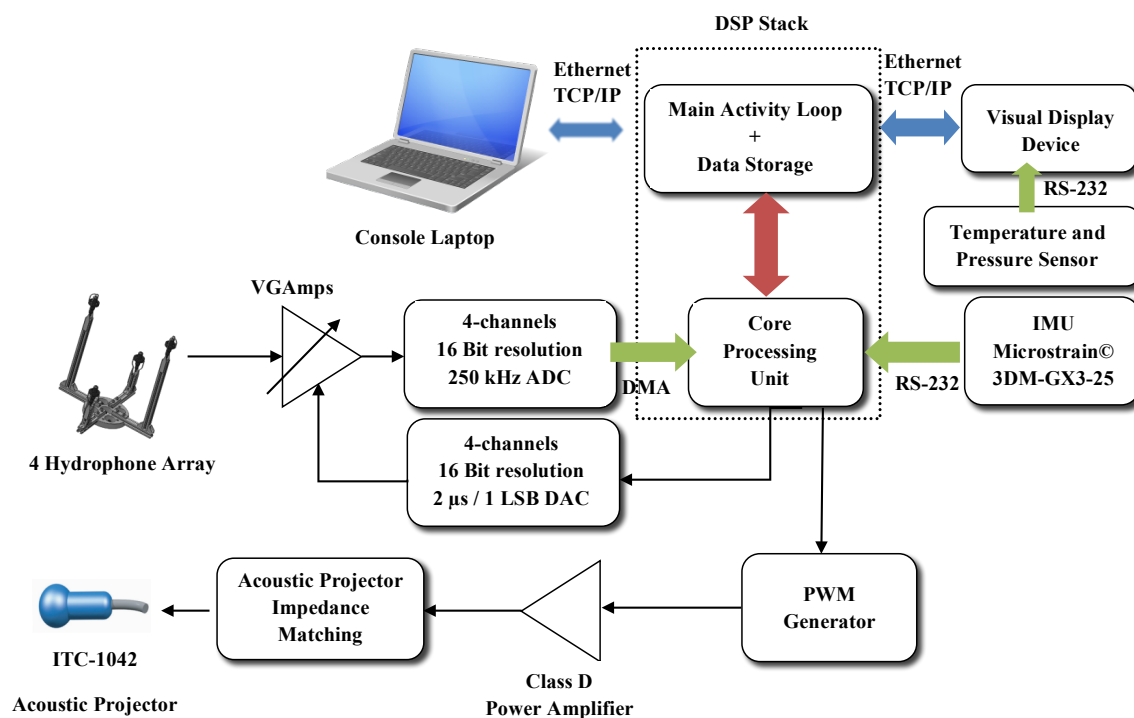 DSP Stack
Ethernet
TCP/IP
Main Activity Loop
+
Data Storage
Ethernet
TCP/IP
Visual Display
Device
RS-232
Temperature and
Pressure Sensor
Console Laptop
VGAmps
4-channels
16 Bit resolution
250 kHz ADC
DMA
Core
Processing
Unit
RS-232
IMU
Microstrain©
3DM-GX3-25
4 Hydrophone Array
4-channels
16 Bit resolution
2 µs / 1 LSB DAC
Acoustic Projector
Impedance
Matching
PWM
Generator
ITC-1042
Acoustic Projector
Class D
Power Amplifier